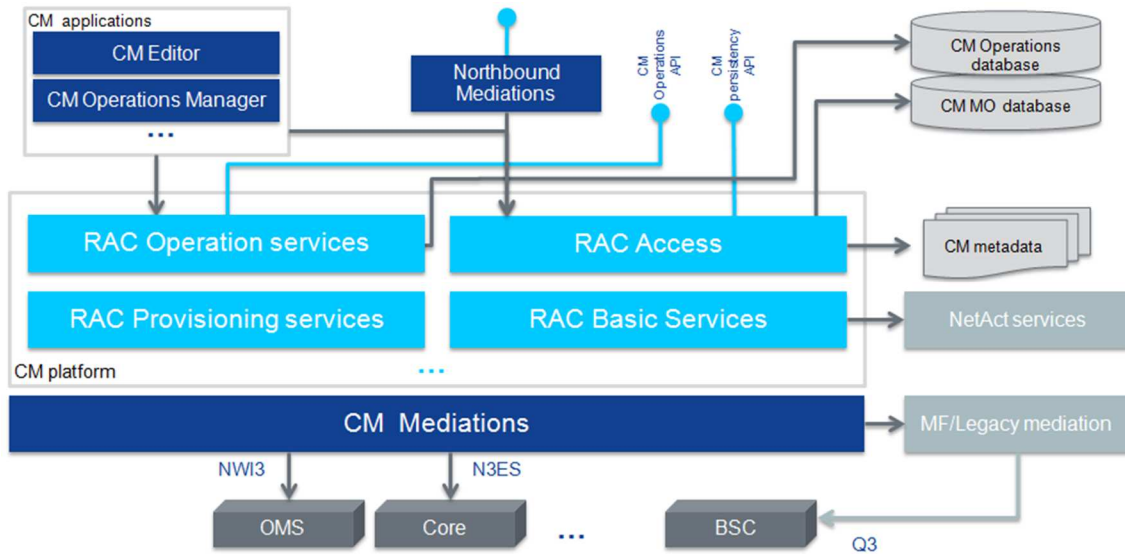 CM applications
CM Editor
CM Operations Manager
...
Northbound
Mediations
CM
Operations
API
CM
persistency
API
CM Operations
database
CM MO database
RAC Operation services
RAC Access
CM metadata
RAC Provisioning services
RAC Basic Services
NetAct services
CM platform
...
CM Mediations
MF/Legacy mediation
NWI3
N3ES
OMS
Core
...
BSC
Q3